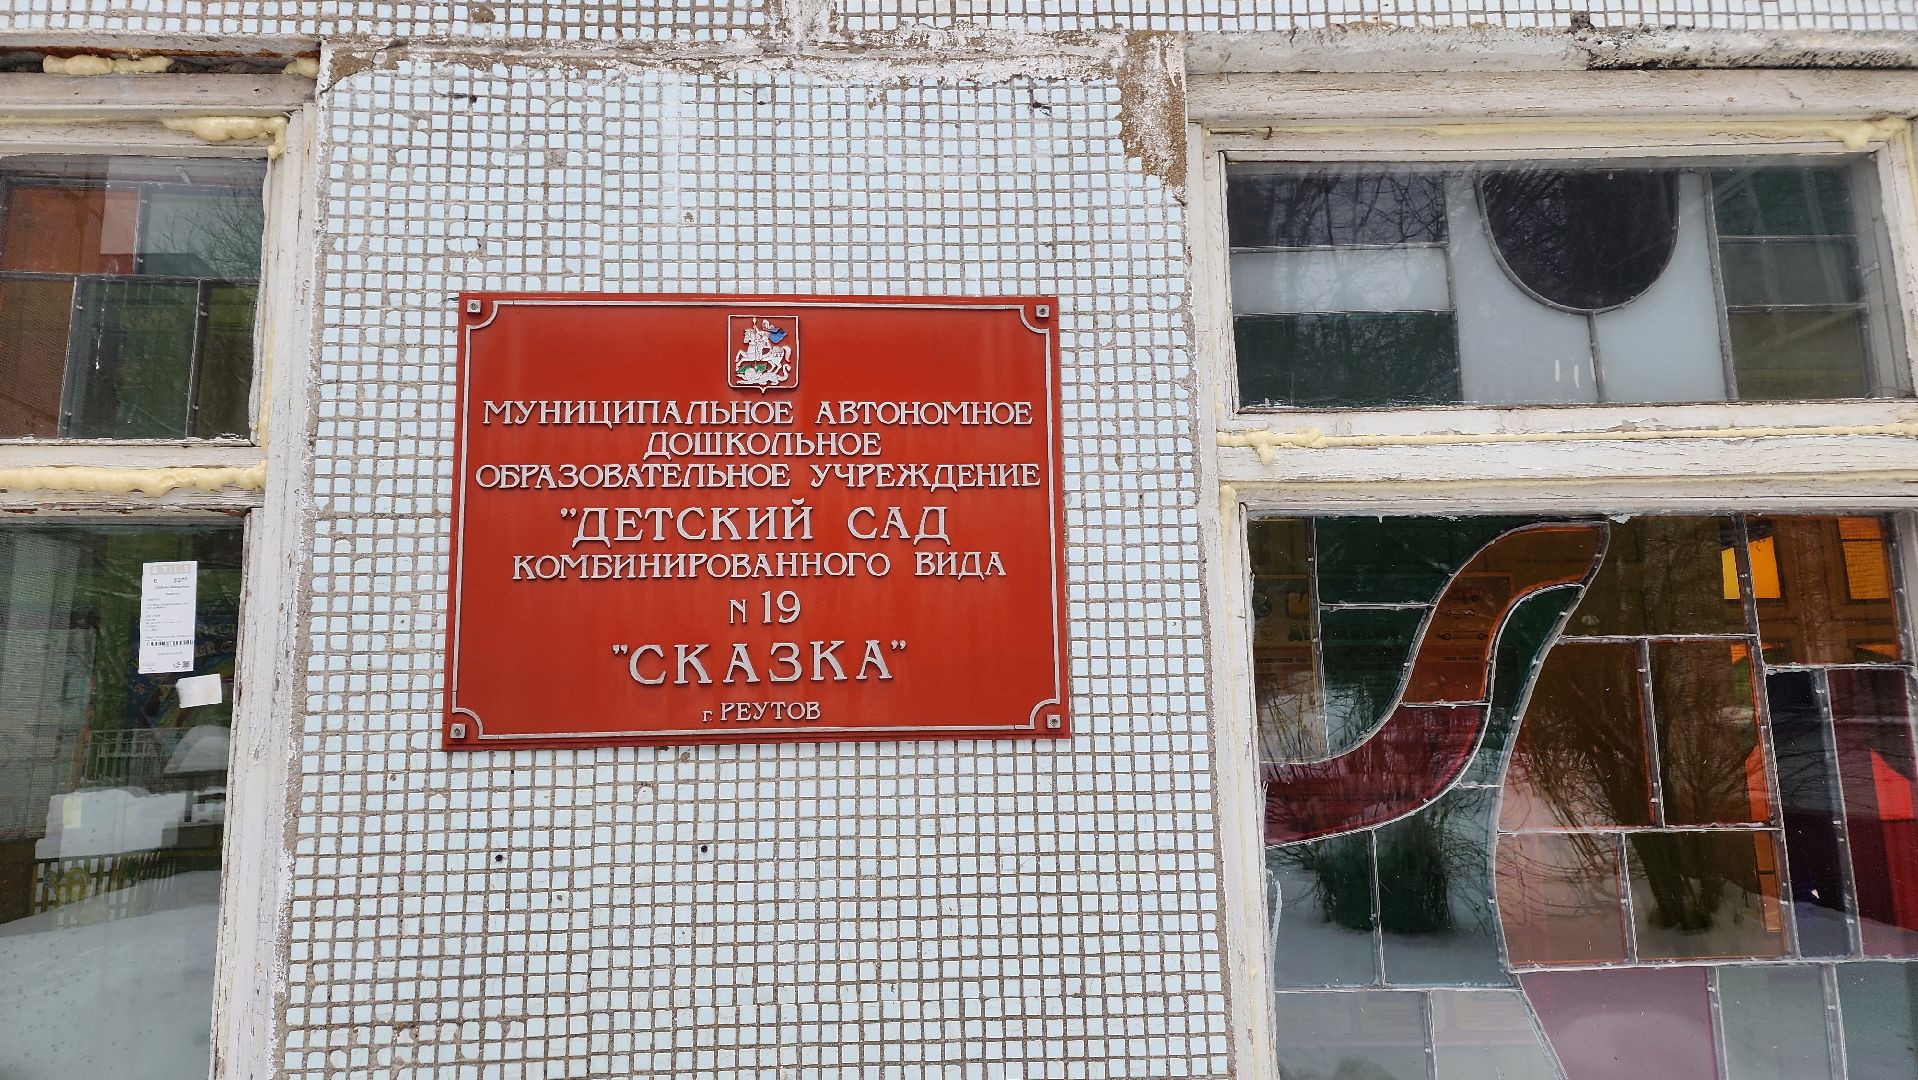 МУНИЦИПАЛЬНОЕ АВТОНОМНОЕ
ДОШКОЛЬНОЕ
ОБРАЗОВАТЕЛЬНОЕ УЧРЕЖДЕНИЕ
"ДЕТСКИЙ САД
КОМБИНИРОВАННОГО ВИДА
N 19
"СКАЗКА"
г. РЕУТОВ